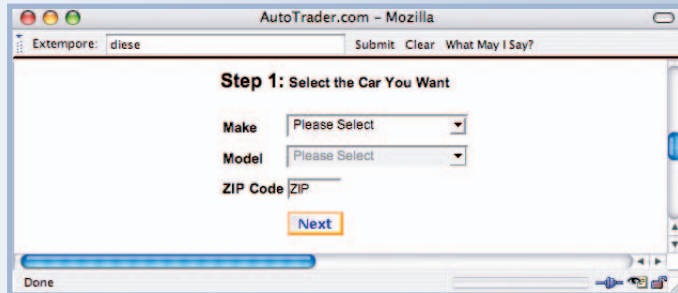 AutoTrader.com – Mozilla
Extempore: diese Submit Clear What May I Say?
Step 1: Select the Car You Want
Make Please Select
Model Please Select
ZIP Code ZIP
Next
Done